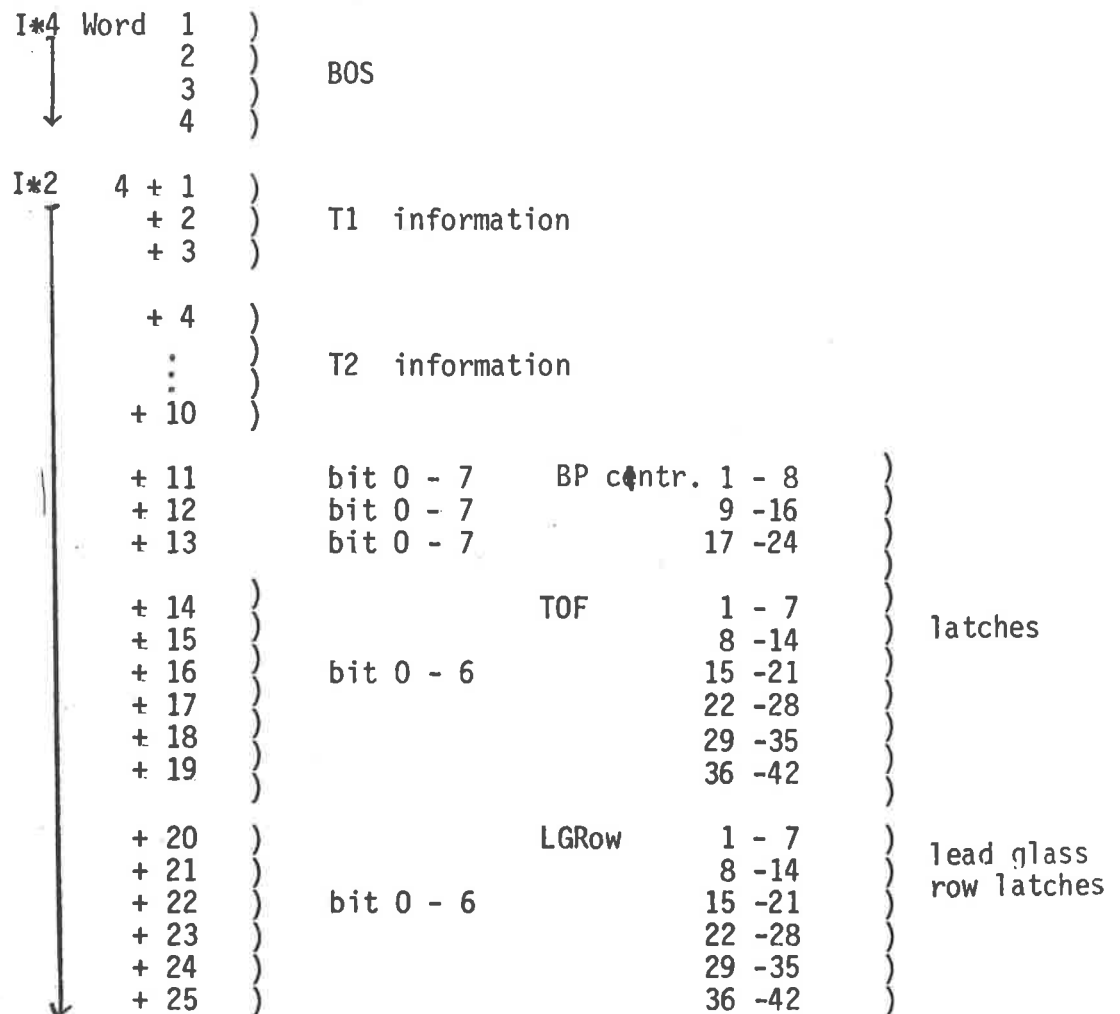 I*4 Word 1 )
2 )
BOS
3 )
4 )
I*2 4 + 1 )
+ 2 ) T1 information
+ 3 )
+ 4 )
⋮ ) T2 information
+ 10 )
+ 11 bit 0 - 7 BP cntr. 1 - 8 )
+ 12 bit 0 - 7 9 -16 )
+ 13 bit 0 - 7 17 -24 )
+ 14 ) TOF 1 - 7 )
latches
+ 15 ) 8 -14 )
+ 16 ) bit 0 - 6 15 -21 )
+ 17 ) 22 -28 )
+ 18 ) 29 -35 )
+ 19 ) 36 -42 )
+ 20 ) LGRow 1 - 7 )
lead glass
+ 21 ) 8 -14 )
row latches
+ 22 ) bit 0 - 6 15 -21 )
+ 23 ) 22 -28 )
+ 24 ) 29 -35 )
+ 25 ) 36 -42 )